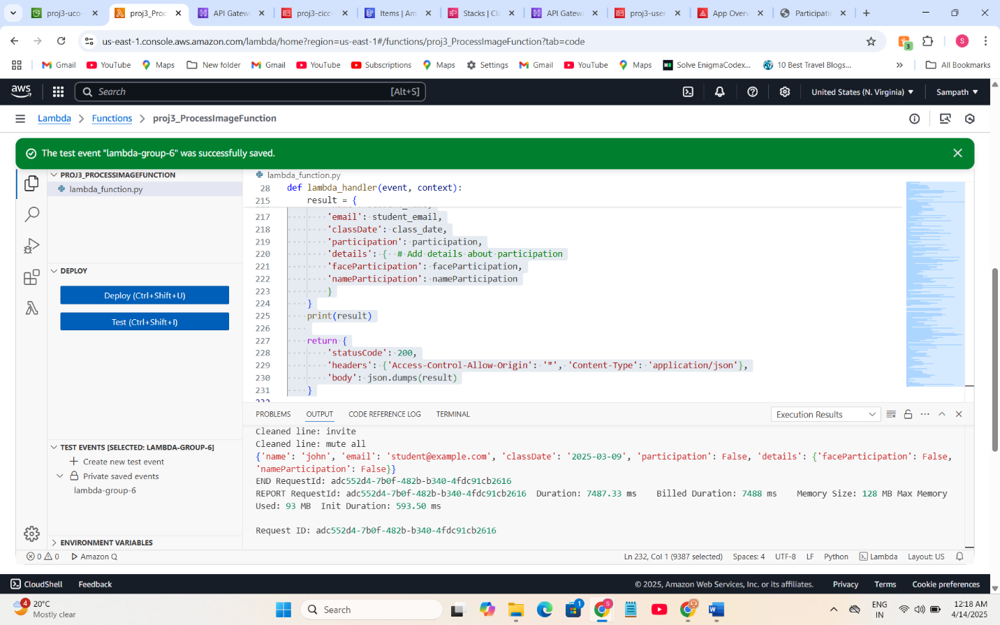 proj3-uco-
proj3_Proc
API Gatew
proj3-cicc-
Items | Am
Stacks | Cl
API Gatew
proj3-user
App Over
Participati
us-east-1.console.aws.amazon.com/lambda/home?region=us-east-1#/functions/proj3_ProcessImageFunction?tab=code
3
S
Gmail
YouTube
Maps
New folder
Gmail
YouTube
Subscriptions
Maps
Settings
Gmail
YouTube
Maps
Solve EnigmaCodex...
10 Best Travel Blogs...
All Bookmarks
aws
Search
[Alt+S]
United States (N. Virginia)
Sampath
Lambda
Functions
proj3_ProcessImageFunction
The test event "lambda-group-6" was successfully saved.
PROJ3_PROCESSIMAGEFUNCTION
lambda_function.py
DEPLOY
Deploy (Ctrl+Shift+U)
Test (Ctrl+Shift+I)
TEST EVENTS [SELECTED: LAMBDA-GROUP-6]
Create new test event
Private saved events
lambda-group-6
ENVIRONMENT VARIABLES
lambda_function.py
28 def lambda_handler(event, context):
215 result = {
217 'email': student_email,
218 'classDate': class_date,
219 'participation': participation,
220 'details': { # Add details about participation
221 'faceParticipation': faceParticipation,
222 'nameParticipation': nameParticipation
223 }
224 }
225 print(result)
226
227 return {
228 'statusCode': 200,
229 'headers': {'Access-Control-Allow-Origin': '*', 'Content-Type': 'application/json'},
230 'body': json.dumps(result)
231 }
232
PROBLEMS
OUTPUT
CODE REFERENCE LOG
TERMINAL
Execution Results
Cleaned line: invite
Cleaned line: mute all
{'name': 'john', 'email': 'student@example.com', 'classDate': '2025-03-09', 'participation': False, 'details': {'faceParticipation': False,
'nameParticipation': False}}
END RequestId: adc552d4-7b0f-482b-b340-4fdc91cb2616
REPORT RequestId: adc552d4-7b0f-482b-b340-4fdc91cb2616 Duration: 7487.33 ms Billed Duration: 7488 ms Memory Size: 128 MB Max Memory
Used: 93 MB Init Duration: 593.50 ms
Request ID: adc552d4-7b0f-482b-b340-4fdc91cb2616
0 0
Amazon Q
Ln 232, Col 1 (9387 selected)
Spaces: 4
UTF-8
LF
Python
Lambda
Layout: US
CloudShell
Feedback
© 2025, Amazon Web Services, Inc. or its affiliates.
Privacy
Terms
Cookie preferences
4
20°C
Mostly clear
Search
1
S
ENG
IN
12:18 AM
4/14/2025